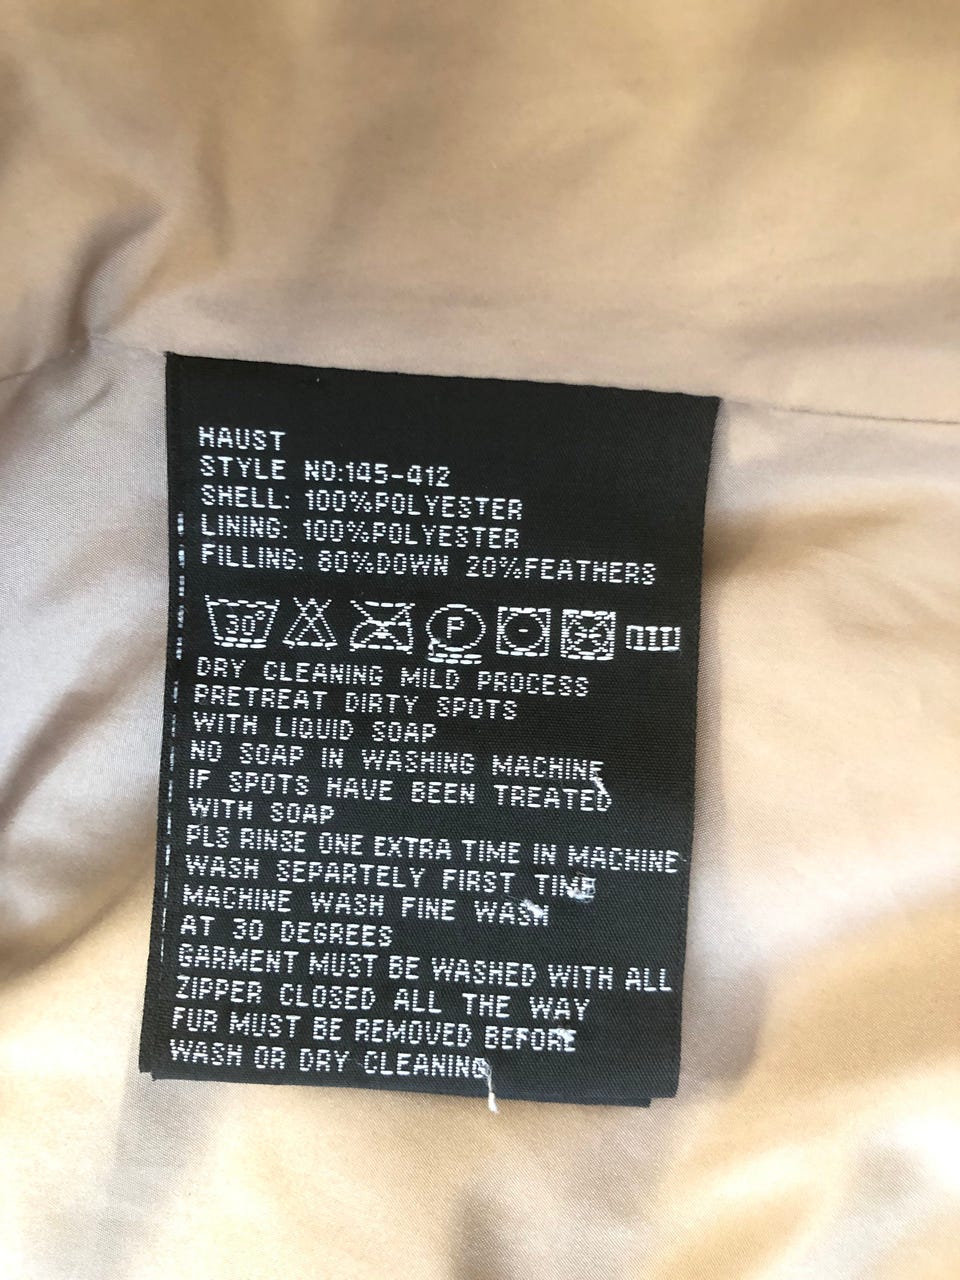 HAUST
STYLE NO:145-412
SHELL: 100%POLYESTER
LINING: 100%POLYESTER
FILLING: 80%DOWN 20%FEATHERS
30° P
DRY CLEANING MILD PROCESS
PRETREAT DIRTY SPOTS
WITH LIQUID SOAP
NO SOAP IN WASHING MACHINE
IF SPOTS HAVE BEEN TREATED
WITH SOAP
PLS RINSE ONE EXTRA TIME IN MACHINE
WASH SEPARTELY FIRST TIME
MACHINE WASH FINE WASH
AT 30 DEGREES
GARMENT MUST BE WASHED WITH ALL
ZIPPER CLOSED ALL THE WAY
FUR MUST BE REMOVED BEFORE
WASH OR DRY CLEANING